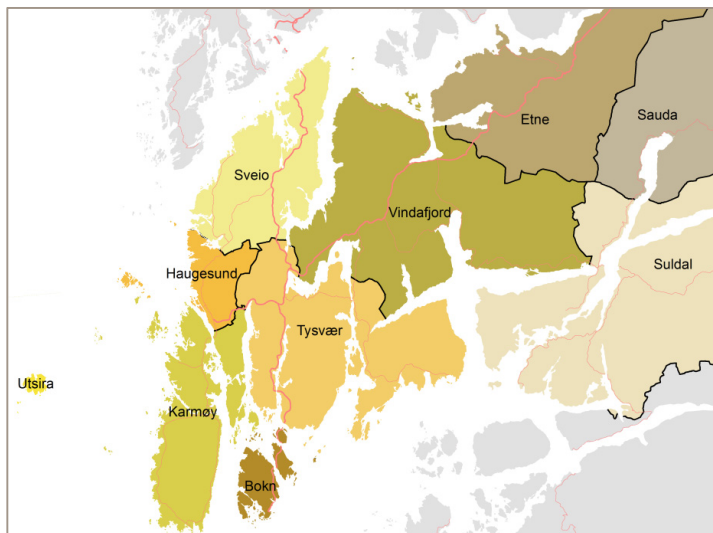 Etne
Sauda
Sveio
Vindafjord
Suldal
Haugesund
Tysvær
Utsira
Karmøy
Bokn